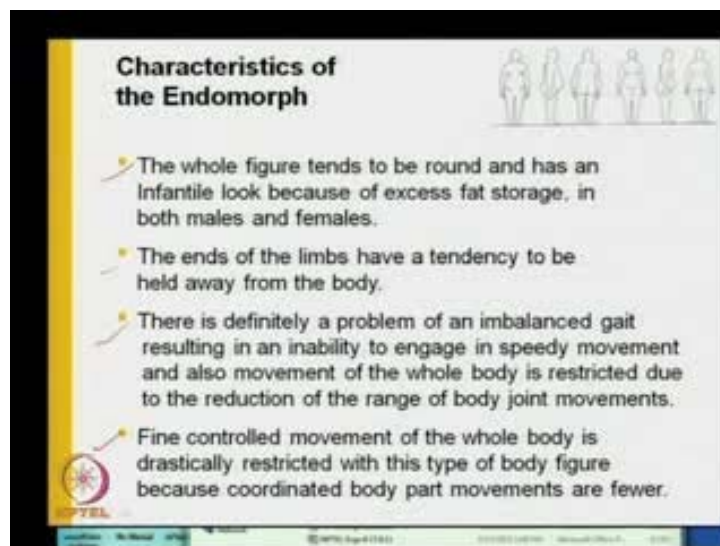 Characteristics of
the Endomorph
The whole figure tends to be round and has an
Infantile look because of excess fat storage, in
both males and females.
The ends of the limbs have a tendency to be
held away from the body.
There is definitely a problem of an imbalanced gait
resulting in an inability to engage in speedy movement
and also movement of the whole body is restricted due
to the reduction of the range of body joint movements.
Fine controlled movement of the whole body is
drastically restricted with this type of body figure
because coordinated body part movements are fewer.
NPTEL